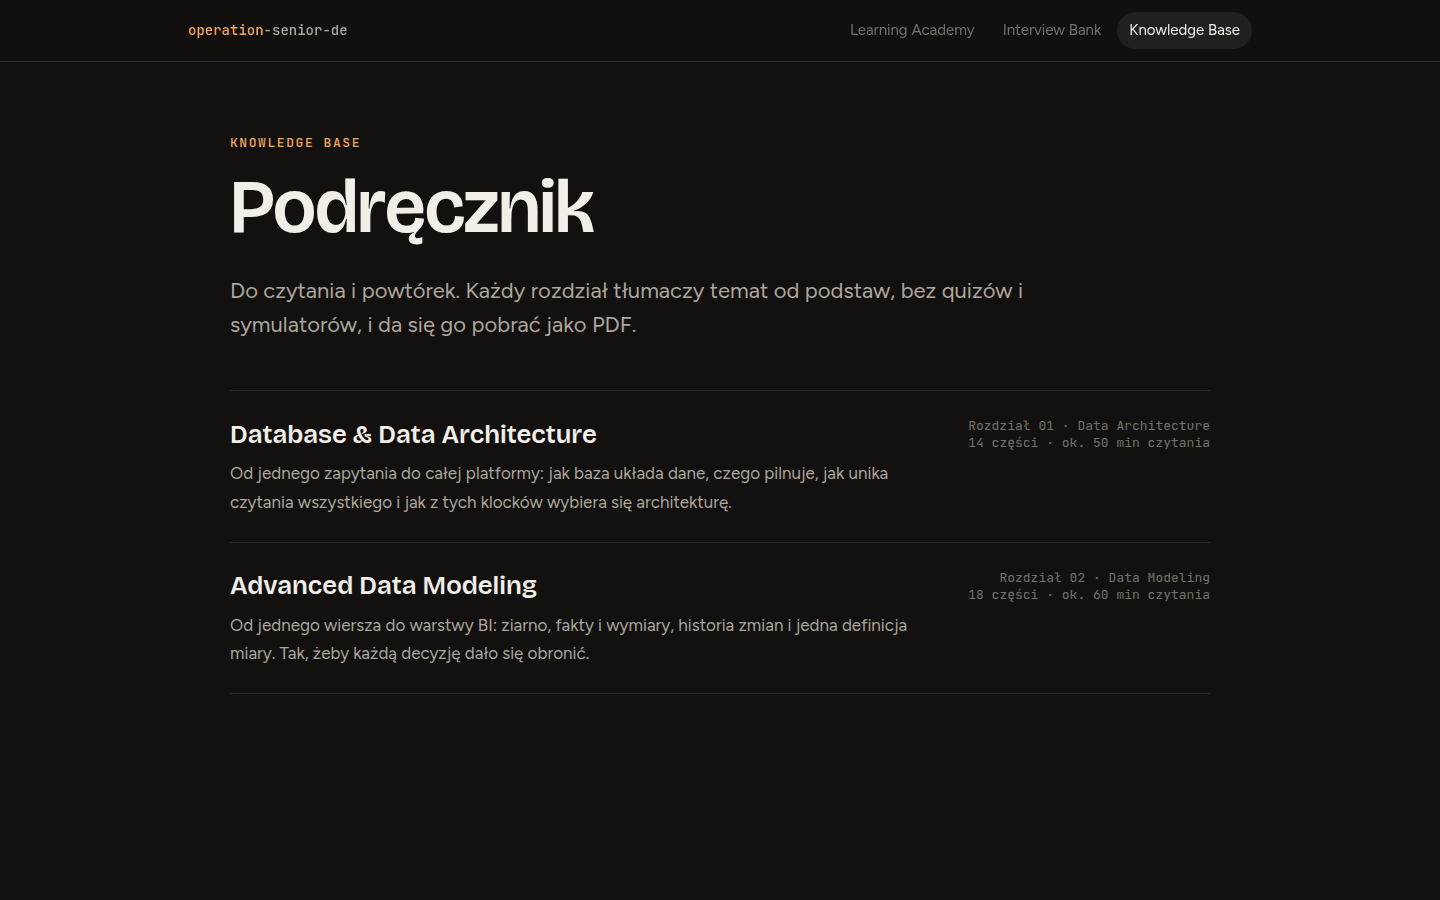 operation-senior-de
Learning Academy
Interview Bank
Knowledge Base
KNOWLEDGE BASE
Podręcznik
Do czytania i powtórek. Każdy rozdział tłumaczy temat od podstaw, bez quizów i
symulatorów, i da się go pobrać jako PDF.
Database & Data Architecture
Rozdział 01 · Data Architecture
14 części · ok. 50 min czytania
Od jednego zapytania do całej platformy: jak baza układa dane, czego pilnuje, jak unika
czytania wszystkiego i jak z tych klocków wybiera się architekturę.
Advanced Data Modeling
Rozdział 02 · Data Modeling
18 części · ok. 60 min czytania
Od jednego wiersza do warstwy BI: ziarno, fakty i wymiary, historia zmian i jedna definicja
miary. Tak, żeby każdą decyzję dało się obronić.